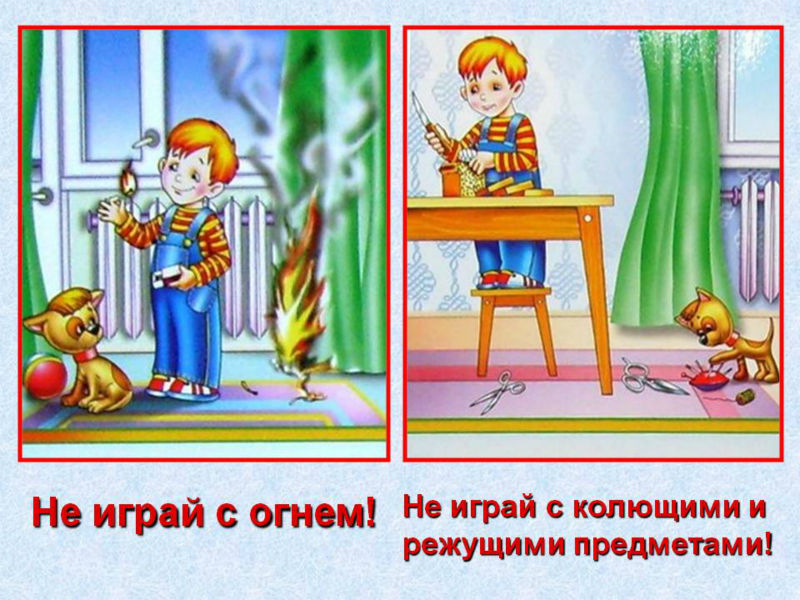 Не играй с огнем!
Не играй с колющими и
режущими предметами!